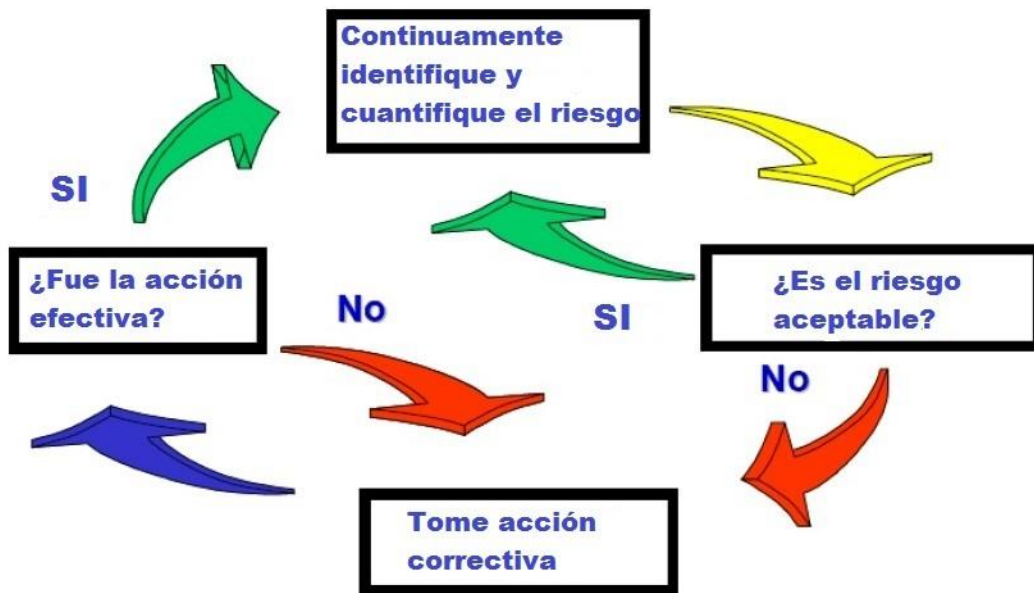 Continuamente
identifique y
cuantifique el riesgo
SI
¿Fue la acción
efectiva?
No
SI
¿Es el riesgo
aceptable?
No
Tome acción
correctiva